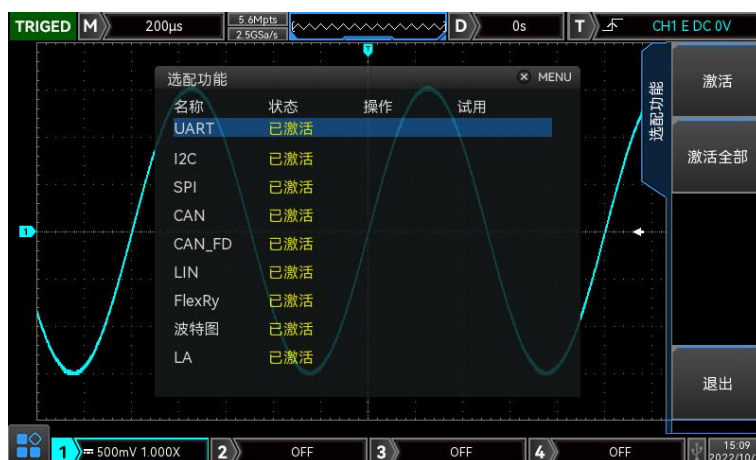 TRIGED M 200μs 5.6Mpts 2.5GSa/s D 0s T CH1 E DC 0V
T
选配功能 × MENU
名称 状态 操作 试用
UART 已激活
I2C 已激活
SPI 已激活
CAN 已激活
CAN_FD 已激活
LIN 已激活
FlexRy 已激活
波特图 已激活
LA 已激活
1
选配功能
激活
激活全部
退出
1 500mV 1.000X 2 OFF 3 OFF 4 OFF 15:09